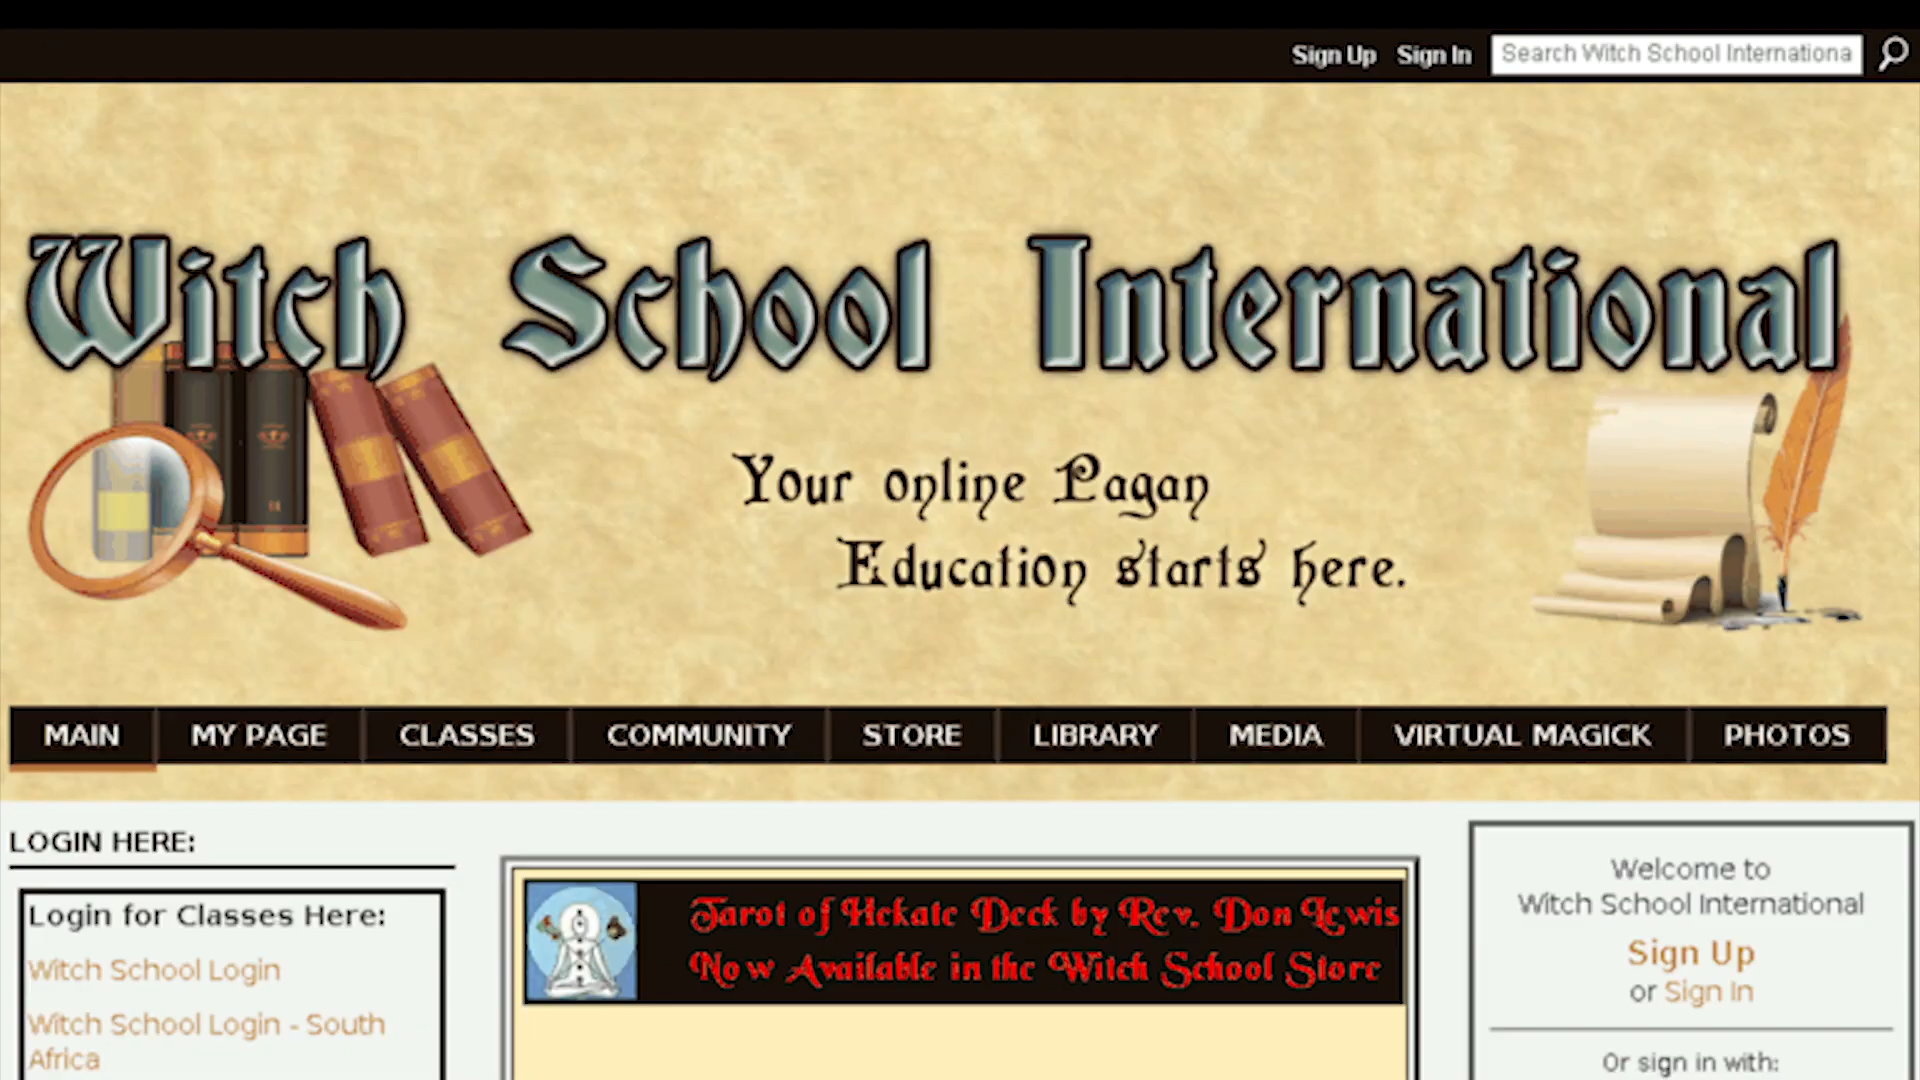 Sign Up Sign In Search Witch School Internationa
Witch School International
Your online Pagan
Education starts here.
MAIN MY PAGE CLASSES COMMUNITY STORE LIBRARY MEDIA VIRTUAL MAGICK PHOTOS
LOGIN HERE:
Login for Classes Here:
Witch School Login
Witch School Login - South
Africa
Tarot of Hekate Deck by Rev. Don Lewis
Now Available in the Witch School Store
Welcome to
Witch School International
Sign Up
or Sign In
Or sign in with: